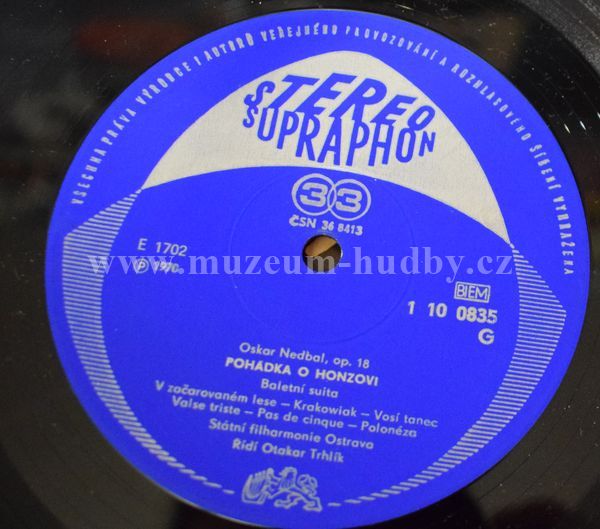 VŠECHNA PRÁVA VÝROBCE I AUTORŮ VEŘEJNÉHO PROVOZOVÁNÍ A ROZHLASOVÉHO ŠÍŘENÍ VYHRAŽENA
STEREO
SUPRAPHON
33
ČSN 36 8413
E 1702
Ⓟ 1970
www.muzeum-hudby.cz
BIEM
1 10 0835
G
Oskar Nedbal, op. 18
POHÁDKA O HONZOVI
Baletní suita
V začarovaném lese – Krakowiak – Vosí tanec
Valse triste – Pas de cinque – Polonéza
Státní filharmonie Ostrava
Řídí Otakar Trhlík